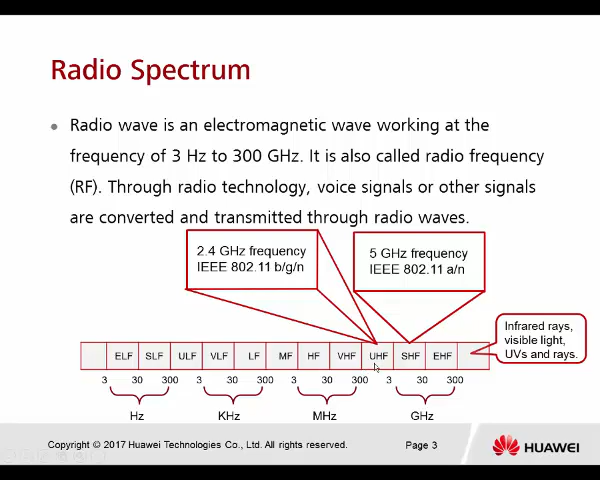 Radio Spectrum
● Radio wave is an electromagnetic wave working at the
frequency of 3 Hz to 300 GHz. It is also called radio frequency
(RF). Through radio technology, voice signals or other signals
are converted and transmitted through radio waves.
2.4 GHz frequency
IEEE 802.11 b/g/n
5 GHz frequency
IEEE 802.11 a/n
Infrared rays,
visible light,
UVs and rays.
ELF SLF ULF VLF LF MF HF VHF UHF SHF EHF
3 30 300 3 30 300 3 30 300 3 30 300
Hz KHz MHz GHz
Copyright © 2017 Huawei Technologies Co., Ltd. All rights reserved.
Page 3
HUAWEI